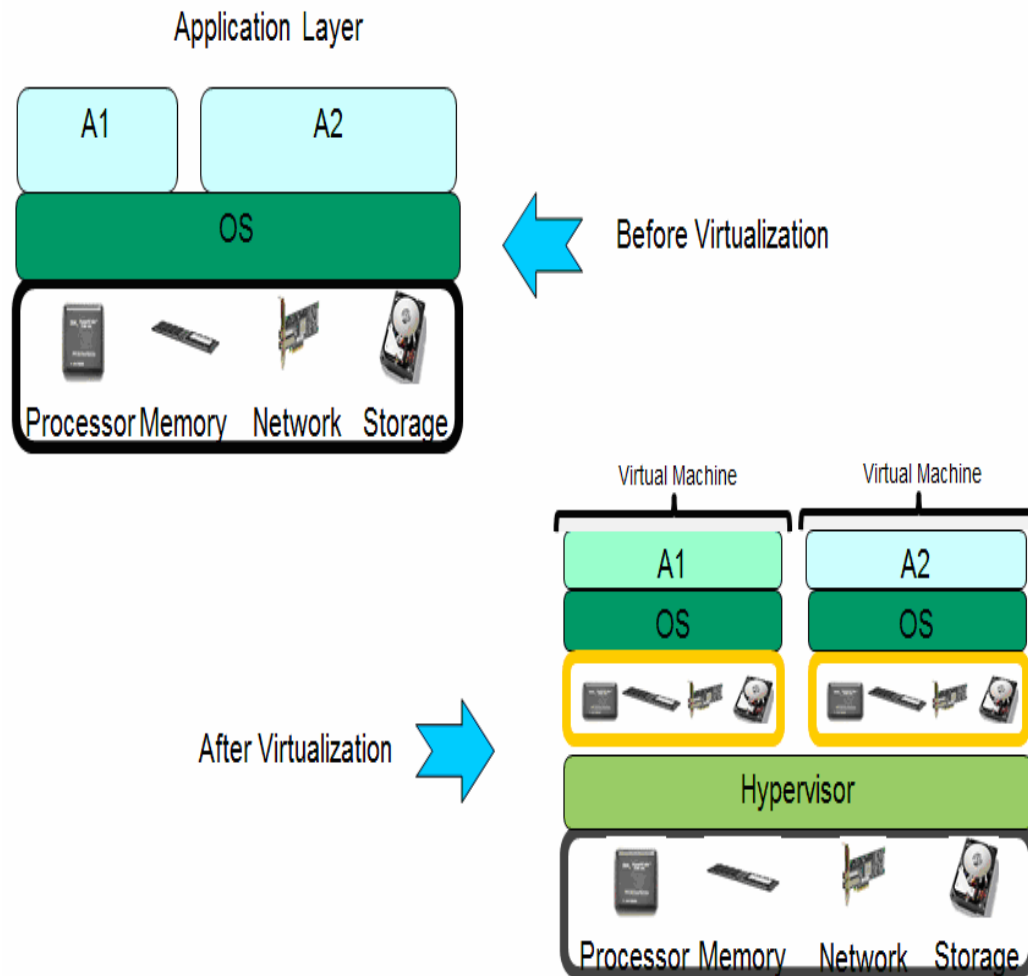 Application Layer
A1
A2
OS
Before Virtualization
Processor Memory Network Storage
Virtual Machine
Virtual Machine
A1
A2
OS
OS
After Virtualization
Hypervisor
Processor Memory Network Storage